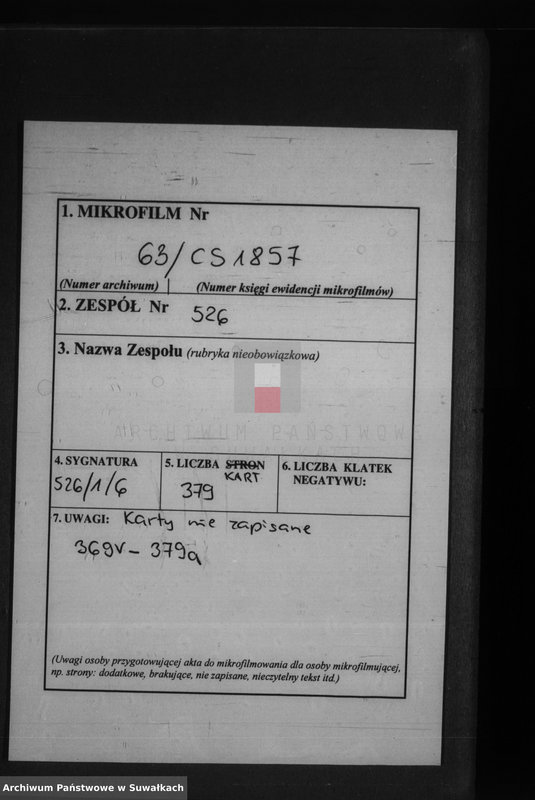 1. MIKROFILM Nr
63/CS1857
(Numer archiwum) (Numer księgi ewidencji mikrofilmów)
2. ZESPÓŁ Nr 526
3. Nazwa Zespołu (rubryka nieobowiązkowa)
ARCHIWUM PAŃSTWOWE
4. SYGNATURA
526/1/6
5. LICZBA STRON
KART
379
6. LICZBA KLATEK
NEGATYWU:
7. UWAGI: Karty nie zapisane
369v - 379a
(Uwagi osoby przygotowującej akta do mikrofilmowania dla osoby mikrofilmującej,
np. strony: dodatkowe, brakujące, nie zapisane, nieczytelny tekst itd.)
Archiwum Państwowe w Suwałkach